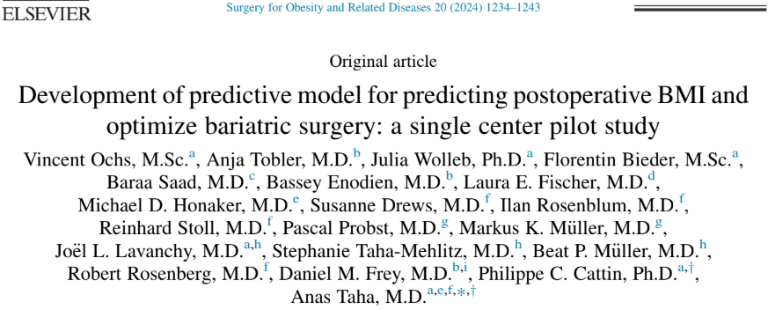 ELSEVIER
Surgery for Obesity and Related Diseases 20 (2024) 1234–1243
Original article
Development of predictive model for predicting postoperative BMI and
optimize bariatric surgery: a single center pilot study
Vincent Ochs, M.Sc.a, Anja Tobler, M.D.b, Julia Wolleb, Ph.D.a, Florentin Bieder, M.Sc.a,
Baraa Saad, M.D.c, Bassey Enodien, M.D.b, Laura E. Fischer, M.D.d,
Michael D. Honaker, M.D.e, Susanne Drews, M.D.f, Ilan Rosenblum, M.D.f,
Reinhard Stoll, M.D.f, Pascal Probst, M.D.g, Markus K. Müller, M.D.g,
Joël L. Lavanchy, M.D.a,h, Stephanie Taha-Mehlitz, M.D.h, Beat P. Müller, M.D.h,
Robert Rosenberg, M.D.f, Daniel M. Frey, M.D.b,i, Philippe C. Cattin, Ph.D.a,†,
Anas Taha, M.D.a,e,f,*,†